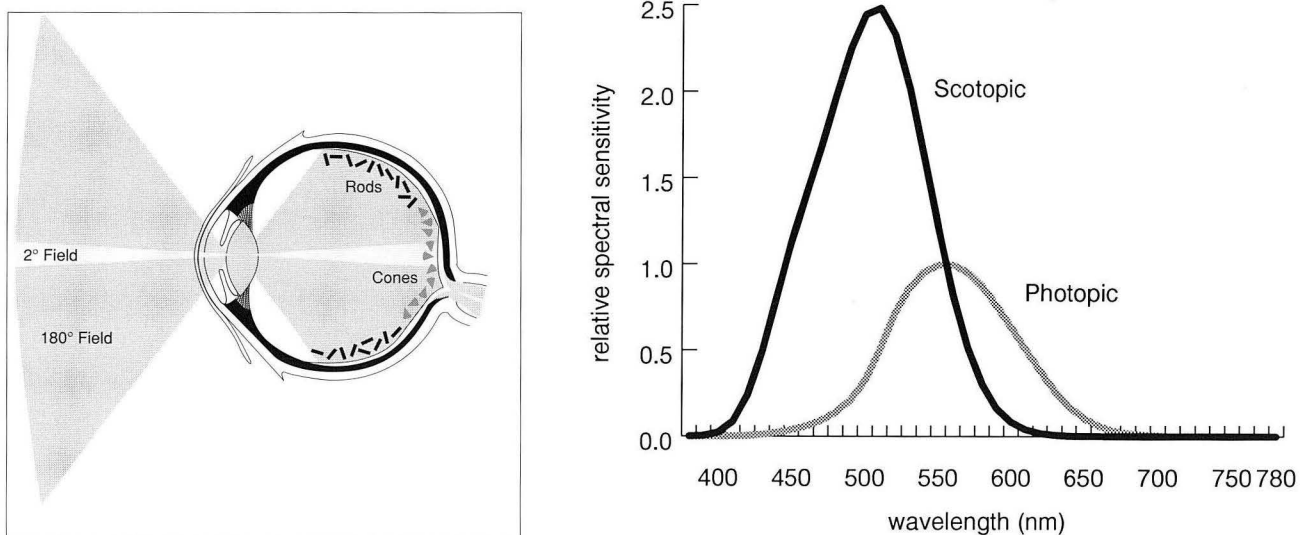 Rods
2° Field
Cones
180° Field
relative spectral sensitivity
2.5
2.0
1.5
1.0
0.5
0.0
Scotopic
Photopic
400 450 500 550 600 650 700 750 780
wavelength (nm)